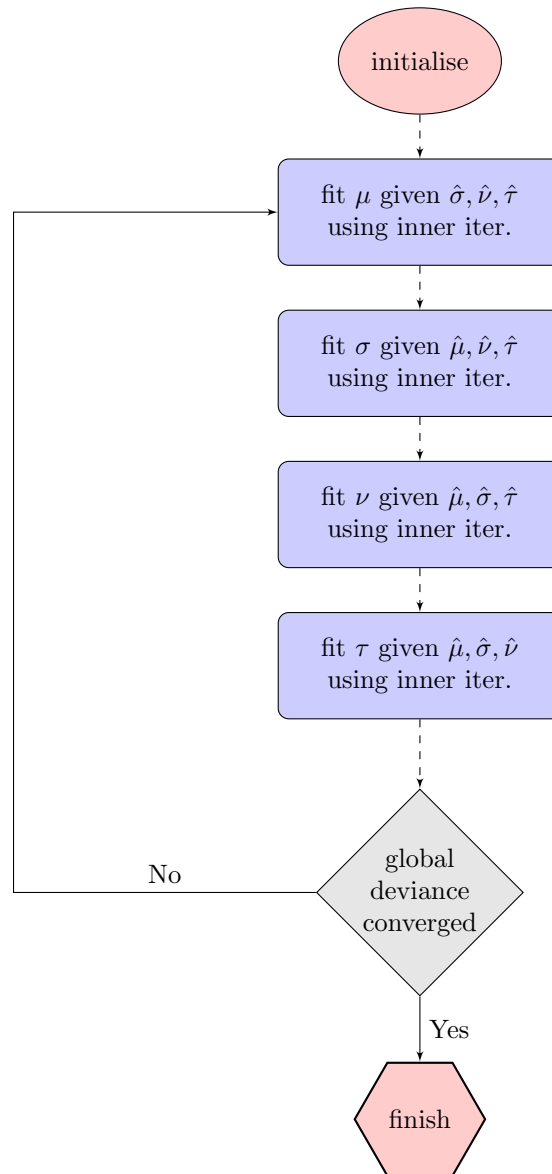 initialise
fit μ given σ̂, ν̂, τ̂
using inner iter.
fit σ given μ̂, ν̂, τ̂
using inner iter.
fit ν given μ̂, σ̂, τ̂
using inner iter.
fit τ given μ̂, σ̂, ν̂
using inner iter.
No
global
deviance
converged
Yes
finish